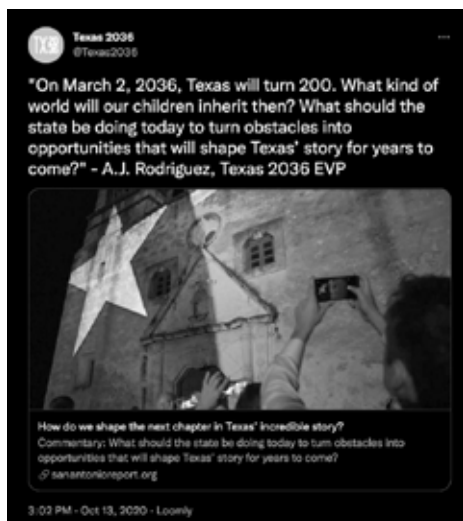 Texas 2036
@Texas2036
"On March 2, 2036, Texas will turn 200. What kind of
world will our children inherit then? What should the
state be doing today to turn obstacles into
opportunities that will shape Texas' story for years to
come?" - A.J. Rodriguez, Texas 2036 EVP
How do we shape the next chapter in Texas' incredible story?
Commentary: What should the state be doing today to turn obstacles into
opportunities that will shape Texas' story for years to come?
sanantonioreport.org
3:02 PM - Oct 13, 2020 - Loomly